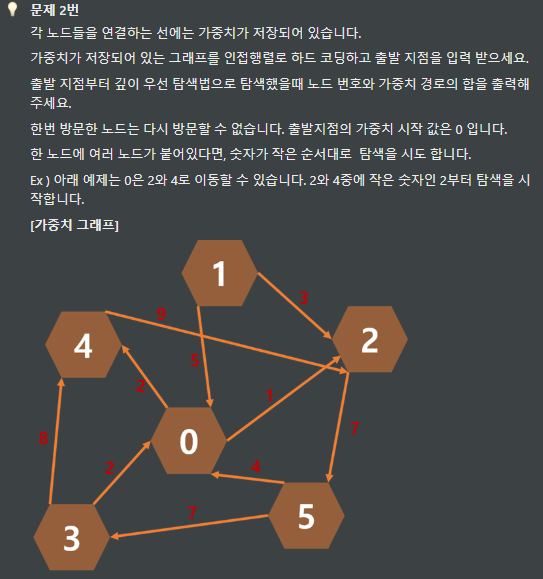 문제 2번
각 노드들을 연결하는 선에는 가중치가 저장되어 있습니다.
가중치가 저장되어 있는 그래프를 인접행렬로 하드 코딩하고 출발 지점을 입력 받으세요.
출발 지점부터 깊이 우선 탐색법으로 탐색했을때 노드 번호와 가중치 경로의 합을 출력해
주세요.
한번 방문한 노드는 다시 방문할 수 없습니다. 출발지점의 가중치 시작 값은 0 입니다.
한 노드에 여러 노드가 붙어있다면, 숫자가 작은 순서대로 탐색을 시도 합니다.
Ex ) 아래 예제는 0은 2와 4로 이동할 수 있습니다. 2와 4중에 작은 숫자인 2부터 탐색을 시
작합니다.
[가중치 그래프]
1
3
9
4
2
5
2
1
7
0
8
2
4
7
5
3